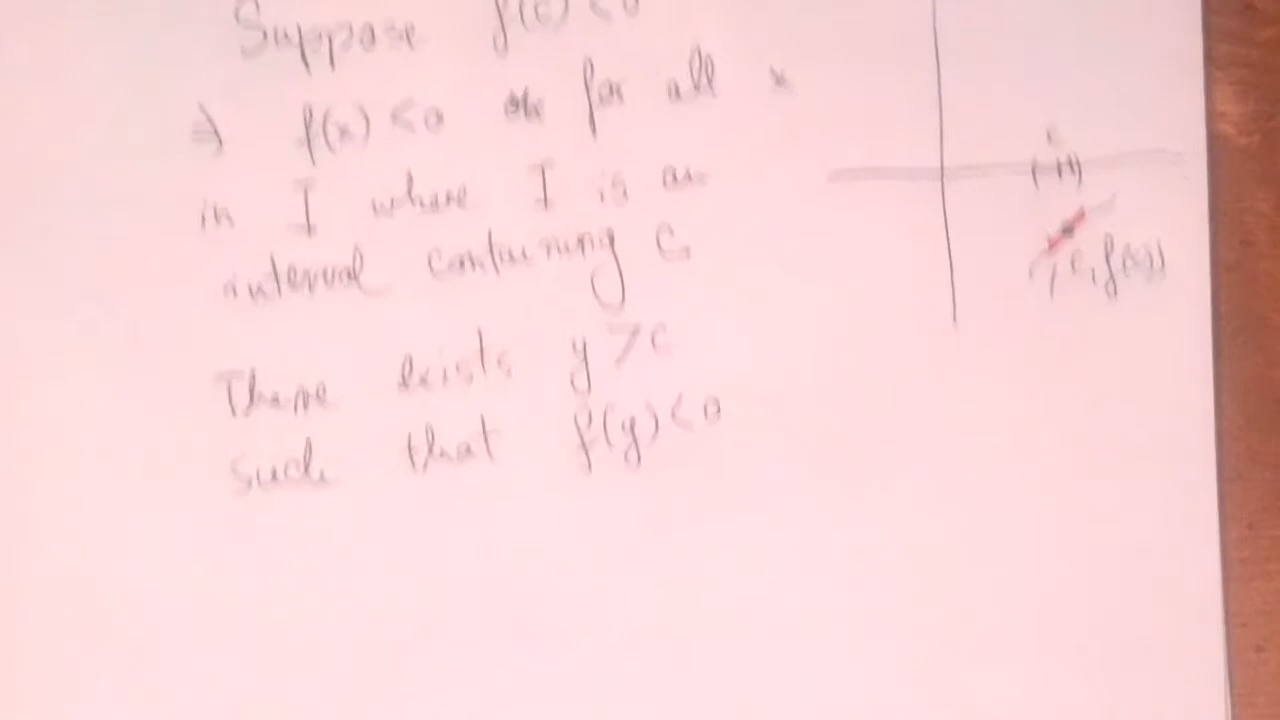 Suppose f(c) < 0
⇒ f(x) < 0 for all x
in I where I is an
interval containing c
There exists y > c
such that f(y) < 0
c
(c, f(c))